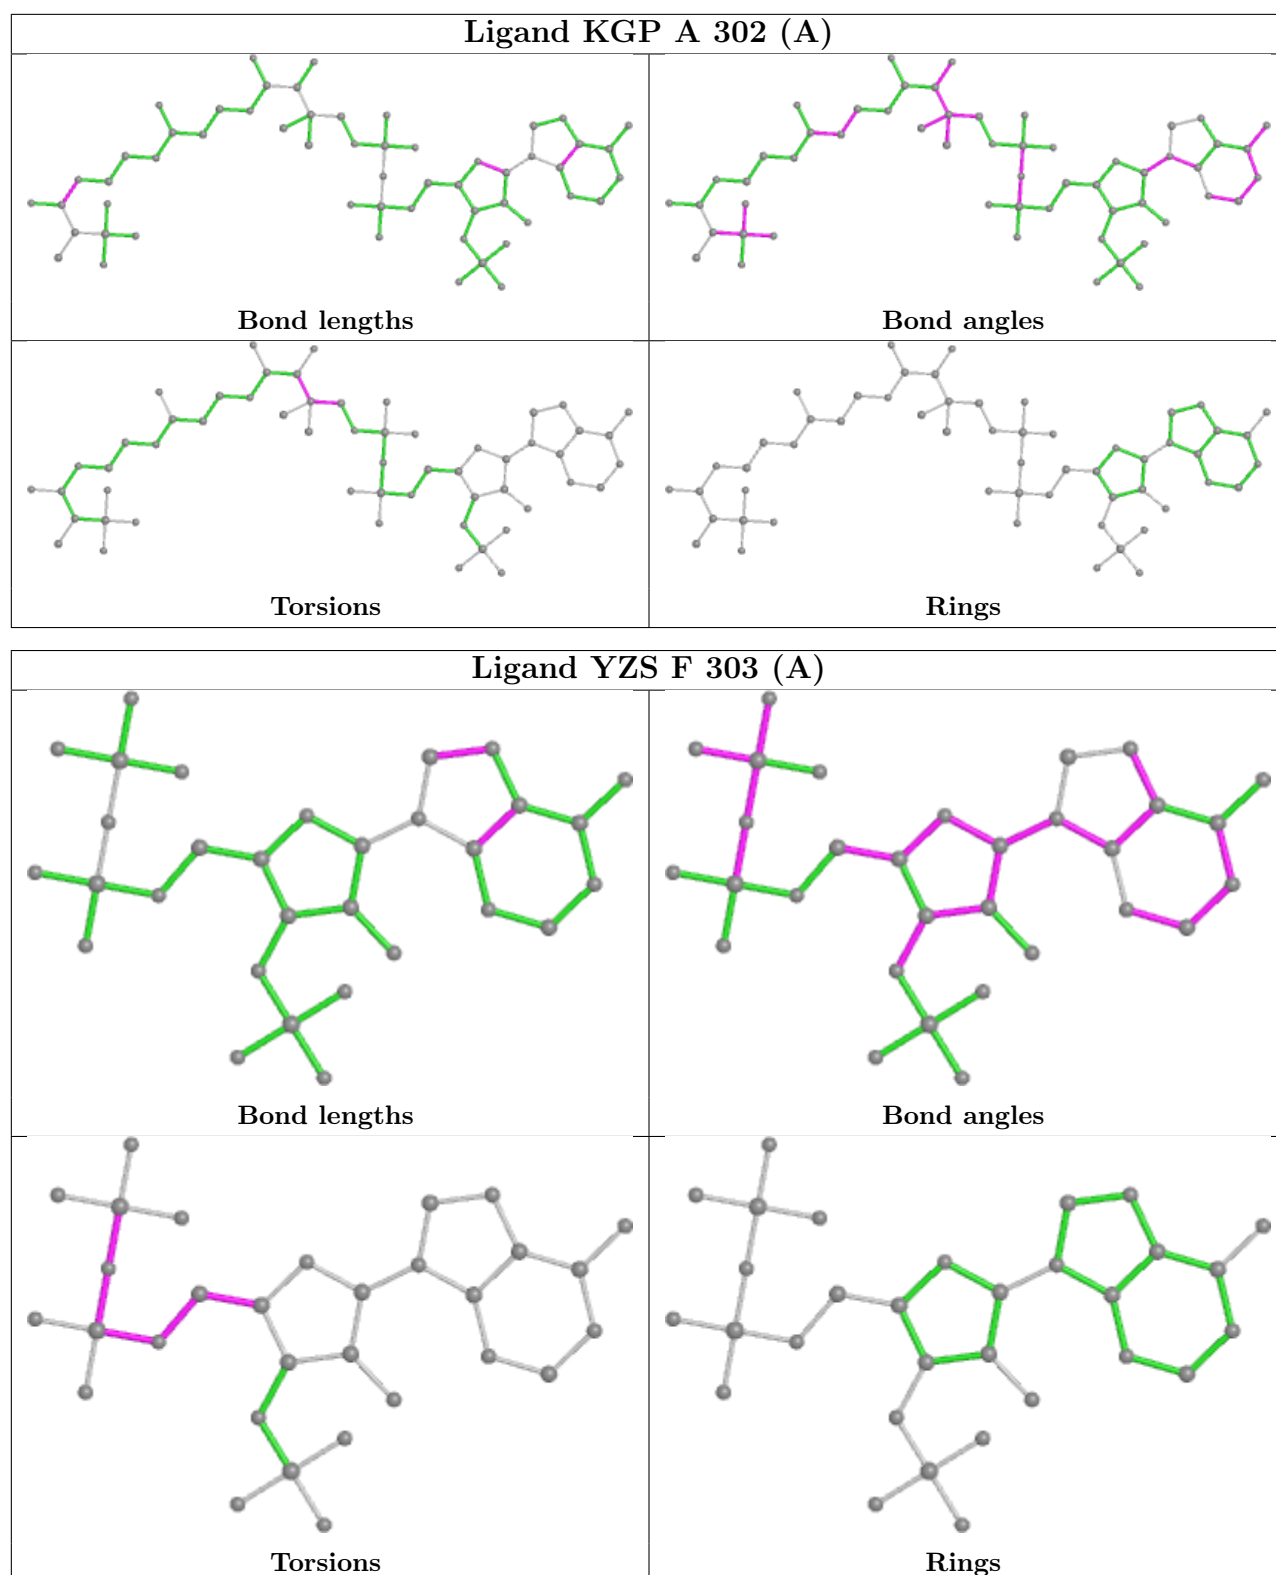 Ligand KGP A 302 (A)
Bond lengths
Bond angles
Torsions
Rings
Ligand YZS F 303 (A)
Bond lengths
Bond angles
Torsions
Rings